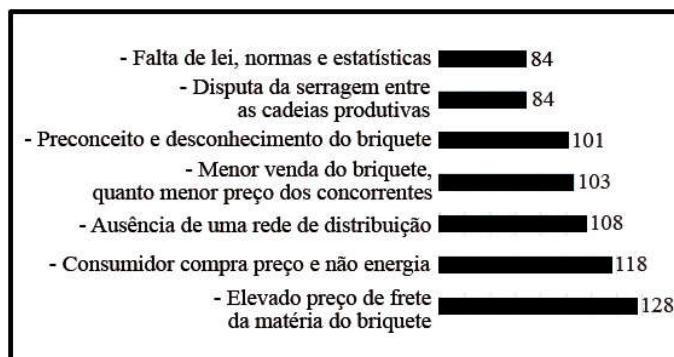 - Falta de lei, normas e estatísticas 84
- Disputa da serragem entre
as cadeias produtivas 84
- Preconceito e desconhecimento do briquete 101
- Menor venda do briquete,
quanto menor preço dos concorrentes 103
- Ausência de uma rede de distribuição 108
- Consumidor compra preço e não energia 118
- Elevado preço de frete
da matéria do briquete 128